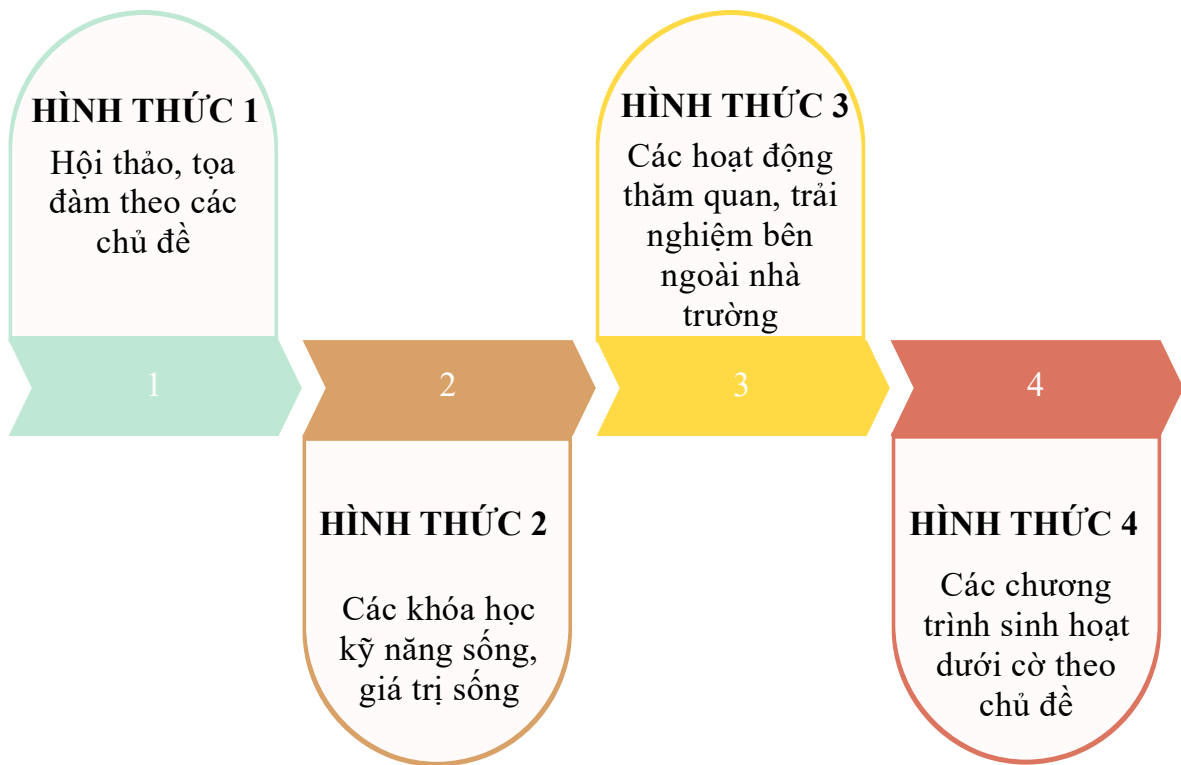 HÌNH THỨC 1
Hội thảo, tọa
đàm theo các
chủ đề
HÌNH THỨC 3
Các hoạt động
thăm quan, trải
nghiệm bên
ngoài nhà
trường
1
2
3
4
HÌNH THỨC 2
Các khóa học
kỹ năng sống,
giá trị sống
HÌNH THỨC 4
Các chương
trình sinh hoạt
dưới cờ theo
chủ đề